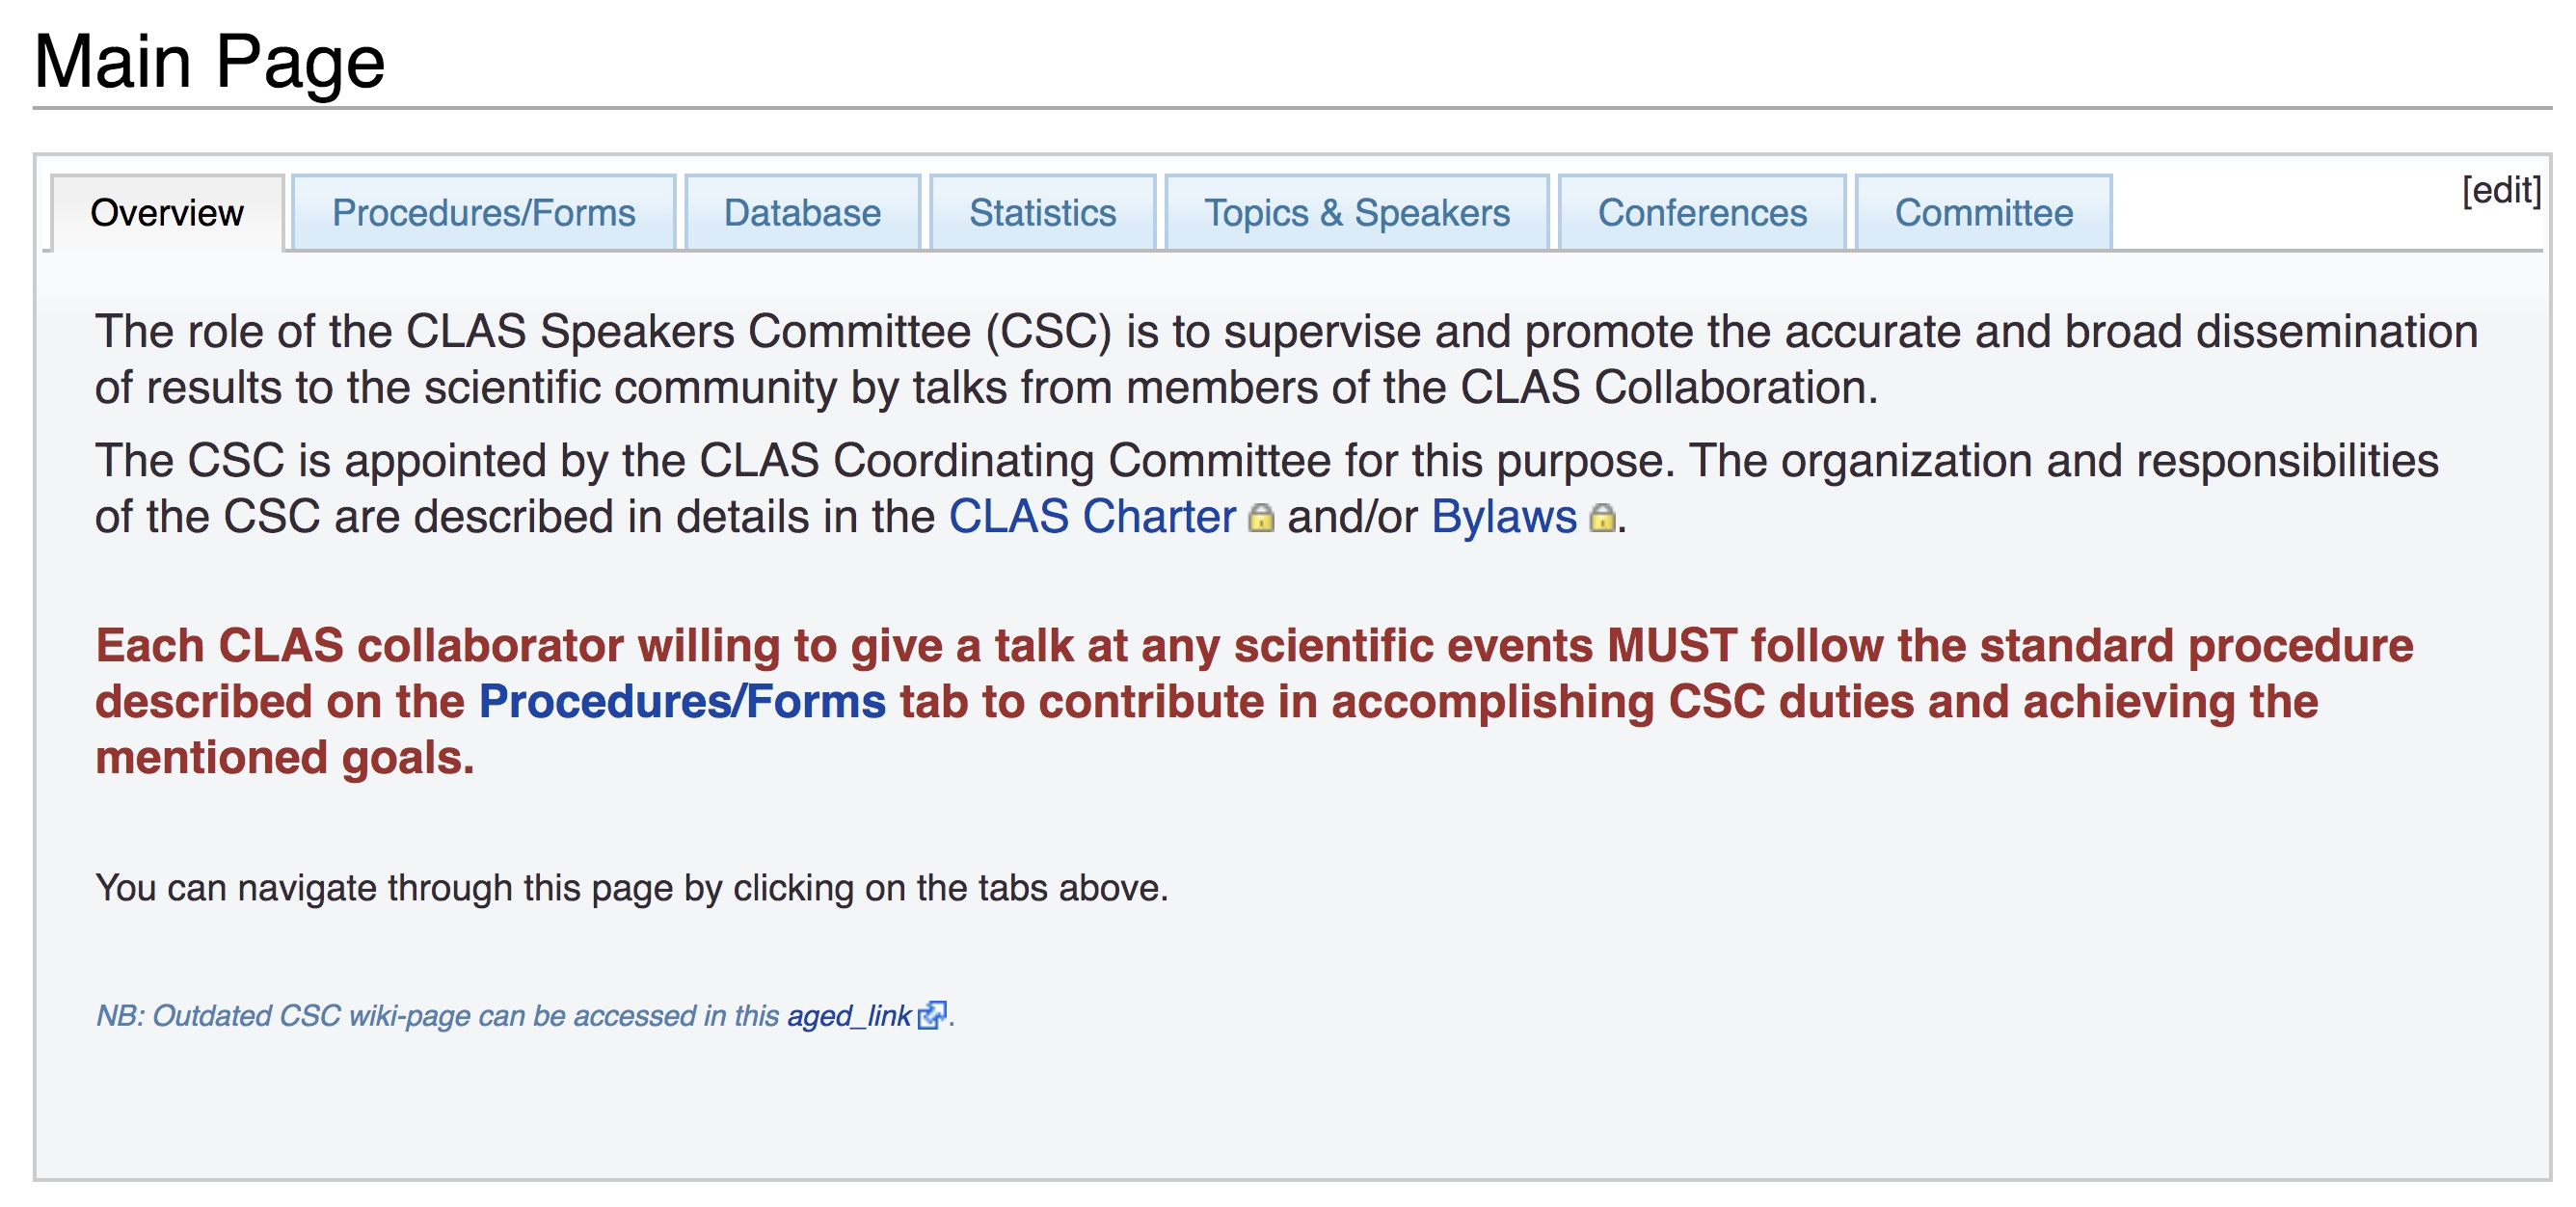 Main Page
Overview Procedures/Forms Database Statistics Topics & Speakers Conferences Committee [edit]
The role of the CLAS Speakers Committee (CSC) is to supervise and promote the accurate and broad dissemination
of results to the scientific community by talks from members of the CLAS Collaboration.
The CSC is appointed by the CLAS Coordinating Committee for this purpose. The organization and responsibilities
of the CSC are described in details in the CLAS Charter and/or Bylaws.
Each CLAS collaborator willing to give a talk at any scientific events MUST follow the standard procedure
described on the Procedures/Forms tab to contribute in accomplishing CSC duties and achieving the
mentioned goals.
You can navigate through this page by clicking on the tabs above.
NB: Outdated CSC wiki-page can be accessed in this aged_link.